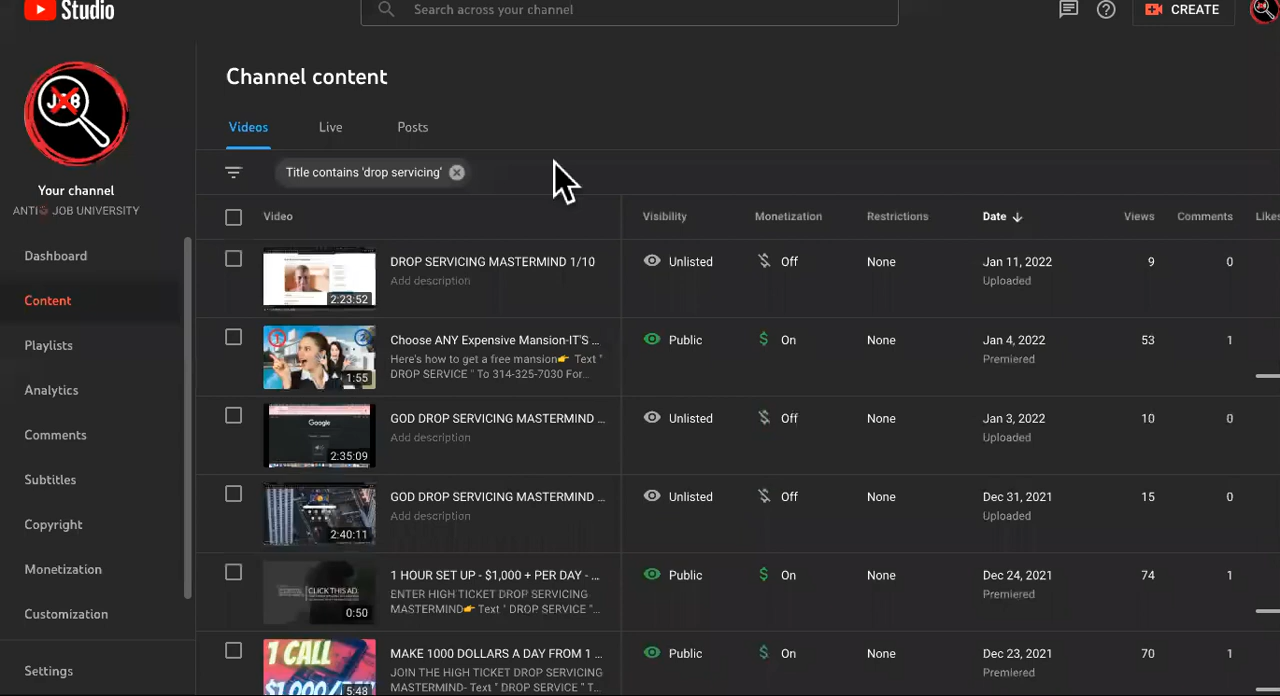 Studio
Search across your channel
CREATE
JOB
Your channel
ANTI JOB UNIVERSITY
Dashboard
Content
Playlists
Analytics
Comments
Subtitles
Copyright
Monetization
Customization
Settings
Channel content
Videos Live Posts
Title contains 'drop servicing'
Video Visibility Monetization Restrictions Date Views Comments Likes
2:23:52
DROP SERVICING MASTERMIND 1/10
Add description
Unlisted Off None Jan 11, 2022 9 0
Uploaded
1:55
Choose ANY Expensive Mansion-IT'S ...
Here's how to get a free mansion👉 Text "
DROP SERVICE " To 314-325-7030 For...
Public On None Jan 4, 2022 53 1
Premiered
Google
2:35:09
GOD DROP SERVICING MASTERMIND ...
Add description
Unlisted Off None Jan 3, 2022 10 0
Uploaded
2:40:11
GOD DROP SERVICING MASTERMIND ...
Add description
Unlisted Off None Dec 31, 2021 15 0
Uploaded
CLICK THIS AD.
0:50
1 HOUR SET UP - $1,000 + PER DAY - ...
ENTER HIGH TICKET DROP SERVICING
MASTERMIND👉 Text " DROP SERVICE "...
Public On None Dec 24, 2021 74 1
Premiered
1 CALL
$1,000/
5:48
MAKE 1000 DOLLARS A DAY FROM 1 ...
JOIN THE HIGH TICKET DROP SERVICING
MASTERMIND- Text " DROP SERVICE " T...
Public On None Dec 23, 2021 70 1
Premiered